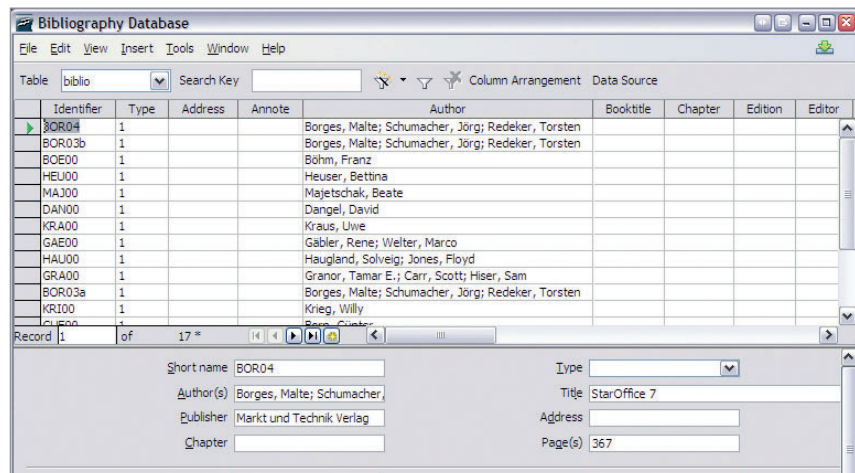 Bibliography Database
File Edit View Insert Tools Window Help
Table biblio Search Key Column Arrangement Data Source
Identifier Type Address Annote Author Booktitle Chapter Edition Editor
BOR04 1 Borges, Malte; Schumacher, Jörg; Redeker, Torsten
BOR03b 1 Borges, Malte; Schumacher, Jörg; Redeker, Torsten
BOE00 1 Böhm, Franz
HEU00 1 Heuser, Bettina
MAJ00 1 Majetschak, Beate
DAN00 1 Dangel, David
KRA00 1 Kraus, Uwe
GAE00 1 Gäbler, Rene; Welter, Marco
HAU00 1 Haugland, Solveig; Jones, Floyd
GRA00 1 Granor, Tamar E.; Carr, Scott; Hiser, Sam
BOR03a 1 Borges, Malte; Schumacher, Jörg; Redeker, Torsten
KRI00 1 Krieg, Willy
Record 1 of 17 *
Short name BOR04 Type
Author(s) Borges, Malte; Schumacher, Title StarOffice 7
Publisher Markt und Technik Verlag Address
Chapter Page(s) 367